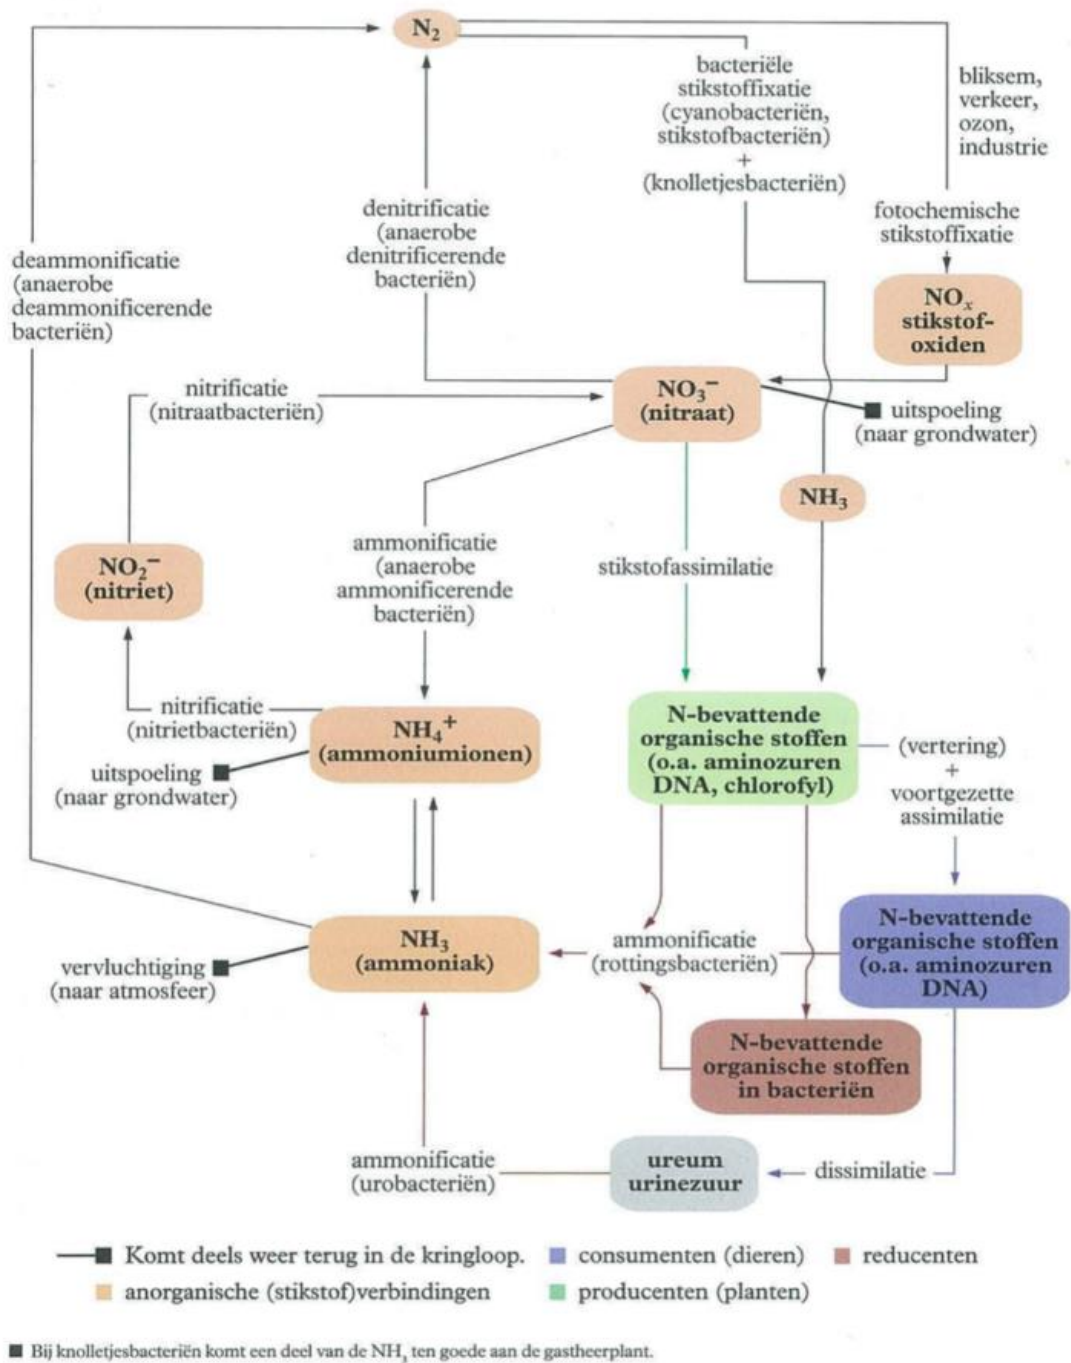 N2
bacteriële
stikstoffixatie
(cyanobacteriën,
stikstofbacteriën)
+
(knolletjesbacteriën)
bliksem,
verkeer,
ozon,
industrie
denitrificatie
(anaerobe
denitrificerende
bacteriën)
fotochemische
stikstoffixatie
deammonificatie
(anaerobe
deammonificerende
bacteriën)
NOx
stikstof-
oxiden
nitrificatie
(nitraatbacteriën)
NO3−
(nitraat)
uitspoeling
(naar grondwater)
NH3
NO2−
(nitriet)
ammonificatie
(anaerobe
ammonificerende
bacteriën)
stikstofassimilatie
nitrificatie
(nitrietbacteriën)
NH4+
(ammoniumionen)
uitspoeling
(naar grondwater)
N-bevattende
organische stoffen
(o.a. aminozuren
DNA, chlorofyl)
(vertering)
+
voortgezette
assimilatie
NH3
(ammoniak)
vervluchtiging
(naar atmosfeer)
ammonificatie
(rottingsbacteriën)
N-bevattende
organische stoffen
(o.a. aminozuren
DNA)
N-bevattende
organische stoffen
in bacteriën
ammonificatie
(urobacteriën)
ureum
urinezuur
dissimilatie
Komt deels weer terug in de kringloop.
consumenten (dieren)
reducenten
anorganische (stikstof)verbindingen
producenten (planten)
Bij knolletjesbacteriën komt een deel van de NH3 ten goede aan de gastheerplant.